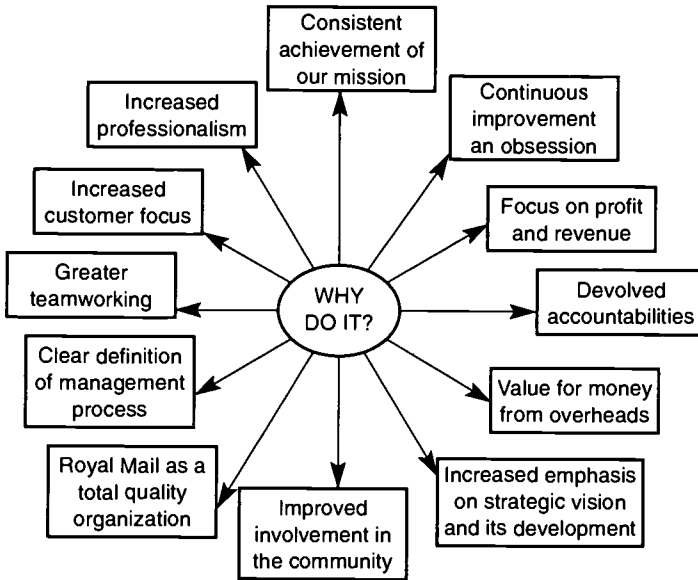 Consistent
achievement of
our mission
Continuous
improvement
an obsession
Focus on profit
and revenue
Devolved
accountabilities
Value for money
from overheads
Increased emphasis
on strategic vision
and its development
Improved
involvement in
the community
Royal Mail as a
total quality
organization
Clear definition
of management
process
Greater
teamworking
Increased
customer focus
Increased
professionalism
WHY
DO IT?